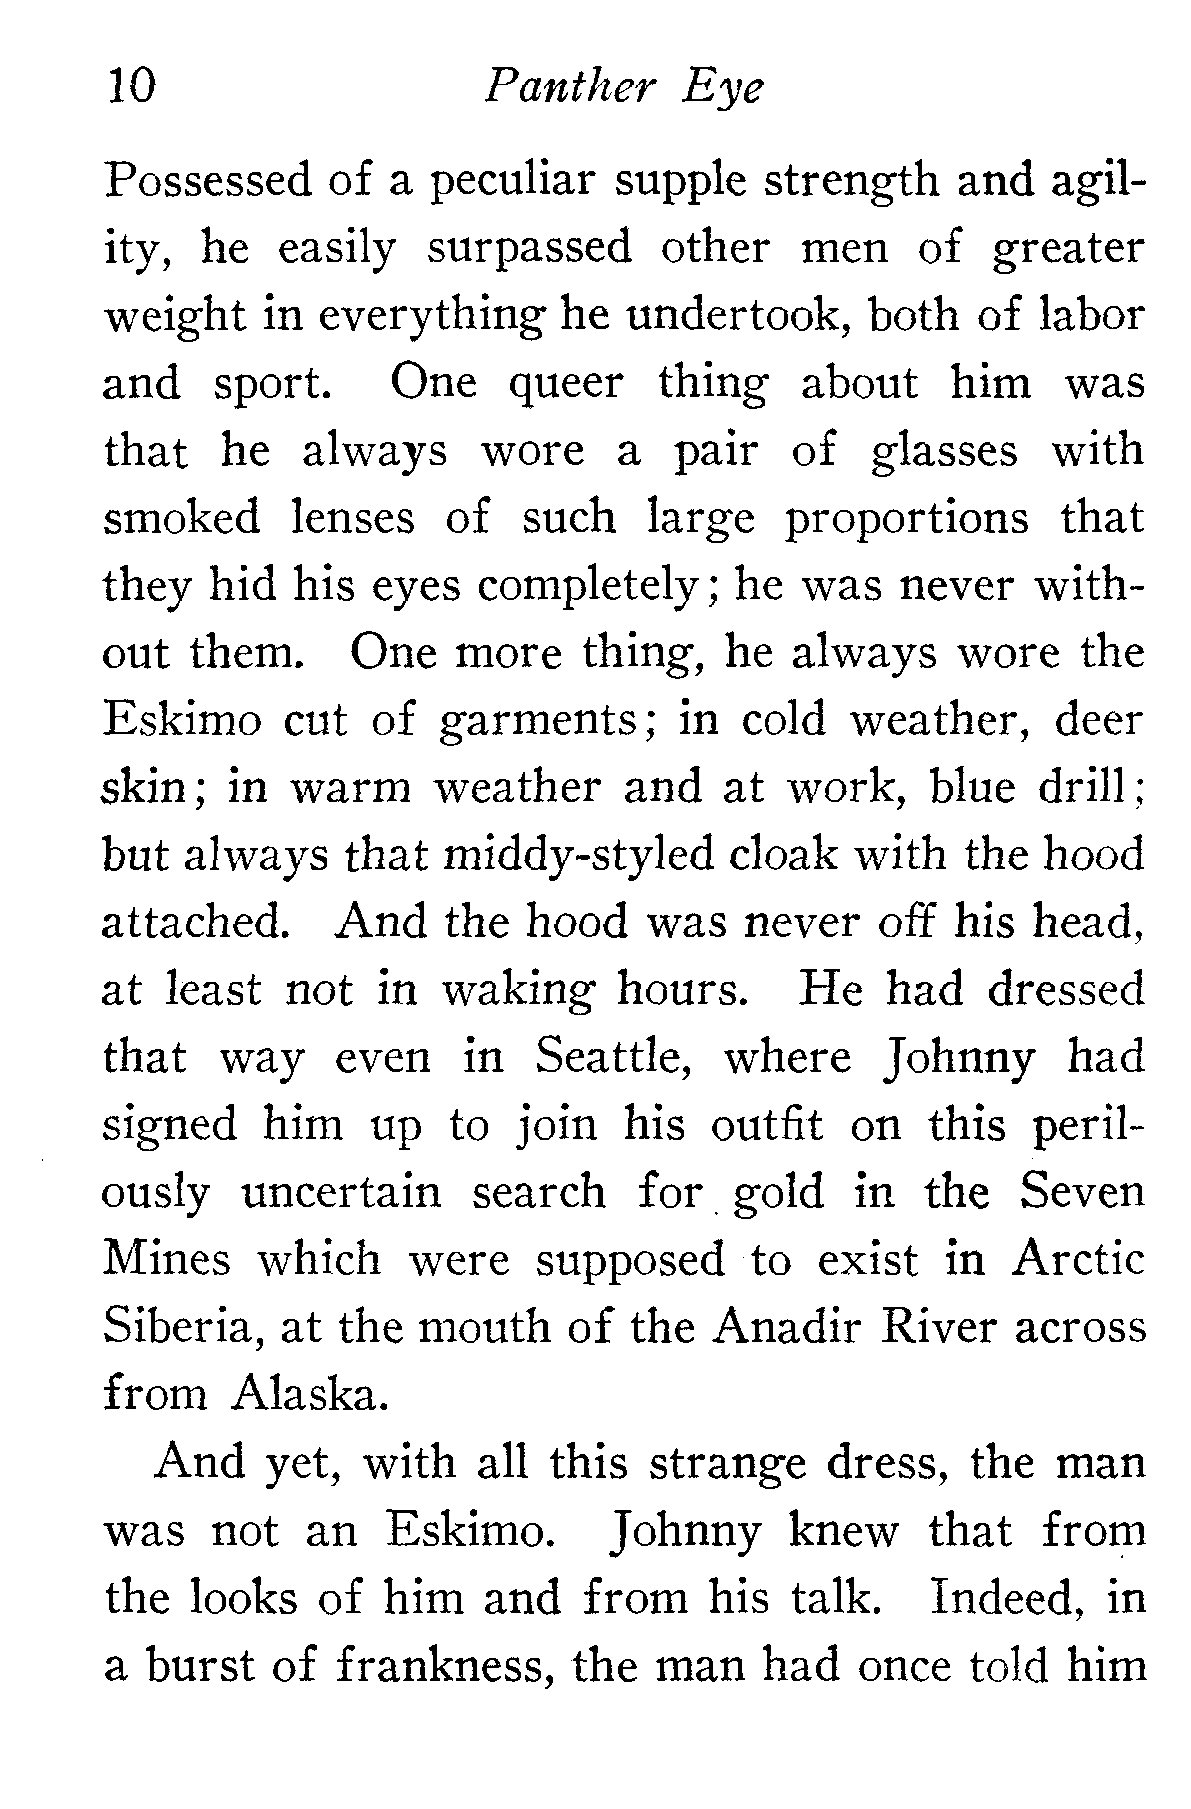 10 Panther Eye
Possessed of a peculiar supple strength and agil-
ity, he easily surpassed other men of greater
weight in everything he undertook, both of labor
and sport. One queer thing about him was
that he always wore a pair of glasses with
smoked lenses of such large proportions that
they hid his eyes completely; he was never with-
out them. One more thing, he always wore the
Eskimo cut of garments; in cold weather, deer
skin; in warm weather and at work, blue drill;
but always that middy-styled cloak with the hood
attached. And the hood was never off his head,
at least not in waking hours. He had dressed
that way even in Seattle, where Johnny had
signed him up to join his outfit on this peril-
ously uncertain search for gold in the Seven
Mines which were supposed to exist in Arctic
Siberia, at the mouth of the Anadir River across
from Alaska.
And yet, with all this strange dress, the man
was not an Eskimo. Johnny knew that from
the looks of him and from his talk. Indeed, in
a burst of frankness, the man had once told him